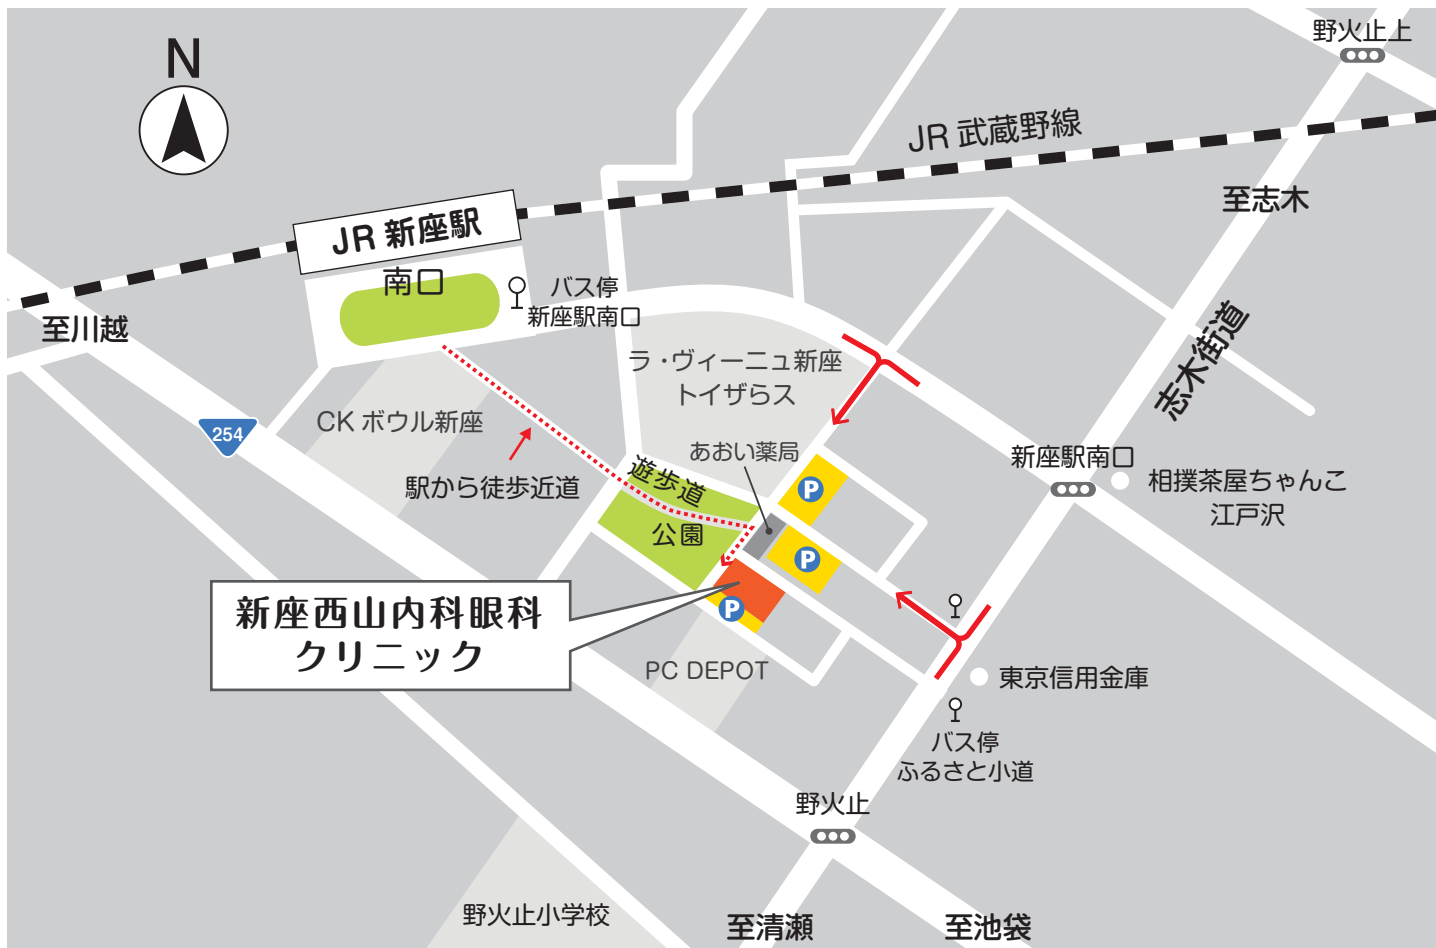 野火止上
N
JR 武蔵野線
至志木
JR 新座駅
南口
バス停
新座駅南口
至川越
ラ・ヴィーニュ新座
トイザらス
志木街道
CK ボウル新座
254
あおい薬局
新座駅南口
遊歩道
駅から徒歩近道
P
相撲茶屋ちゃんこ
江戸沢
公園
P
新座西山内科眼科
クリニック
P
PC DEPOT
東京信用金庫
バス停
ふるさと小道
野火止
野火止小学校
至清瀬
至池袋